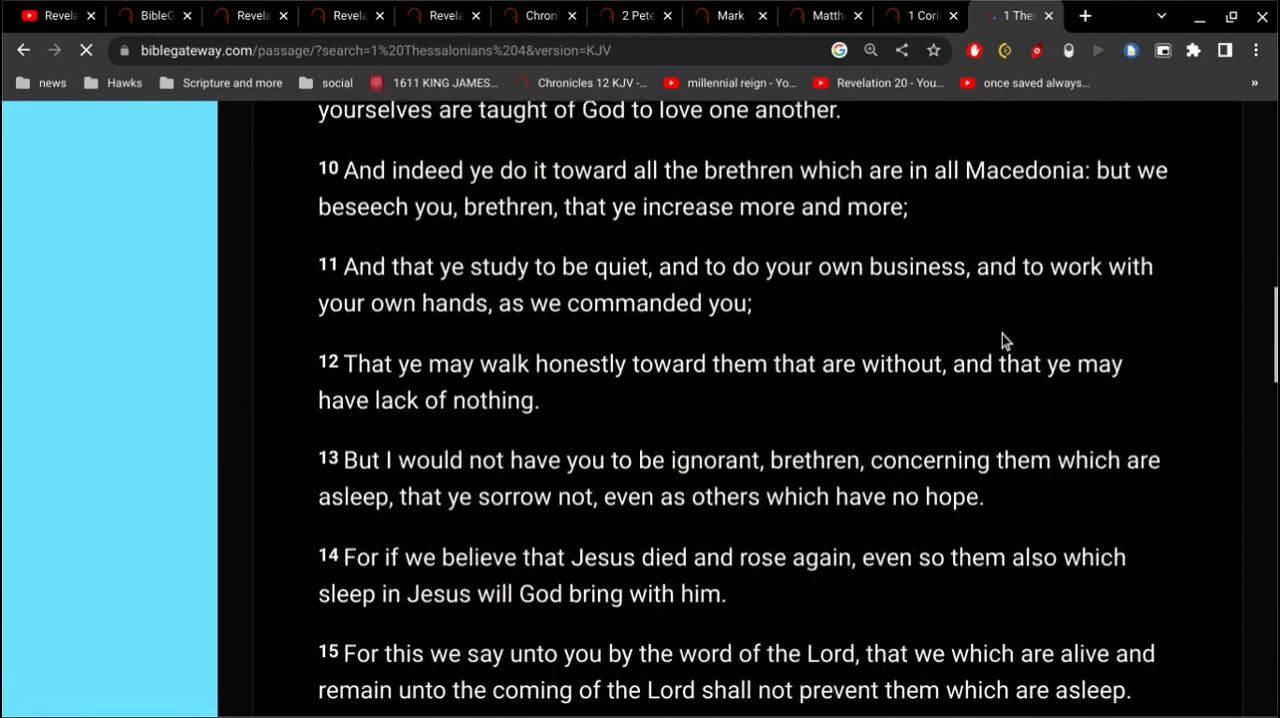 Revela
BibleG
Revela
Revela
Revela
Chron
2 Pete
Mark
Matth
1 Corin
1 Thes
biblegateway.com/passage/?search=1%20Thessalonians%204&version=KJV
news
Hawks
Scripture and more
social
1611 KING JAMES...
Chronicles 12 KJV -...
millennial reign - Yo...
Revelation 20 - You...
once saved always...
»
yourselves are taught of God to love one another.
10 And indeed ye do it toward all the brethren which are in all Macedonia: but we
beseech you, brethren, that ye increase more and more;
11 And that ye study to be quiet, and to do your own business, and to work with
your own hands, as we commanded you;
12 That ye may walk honestly toward them that are without, and that ye may
have lack of nothing.
13 But I would not have you to be ignorant, brethren, concerning them which are
asleep, that ye sorrow not, even as others which have no hope.
14 For if we believe that Jesus died and rose again, even so them also which
sleep in Jesus will God bring with him.
15 For this we say unto you by the word of the Lord, that we which are alive and
remain unto the coming of the Lord shall not prevent them which are asleep.